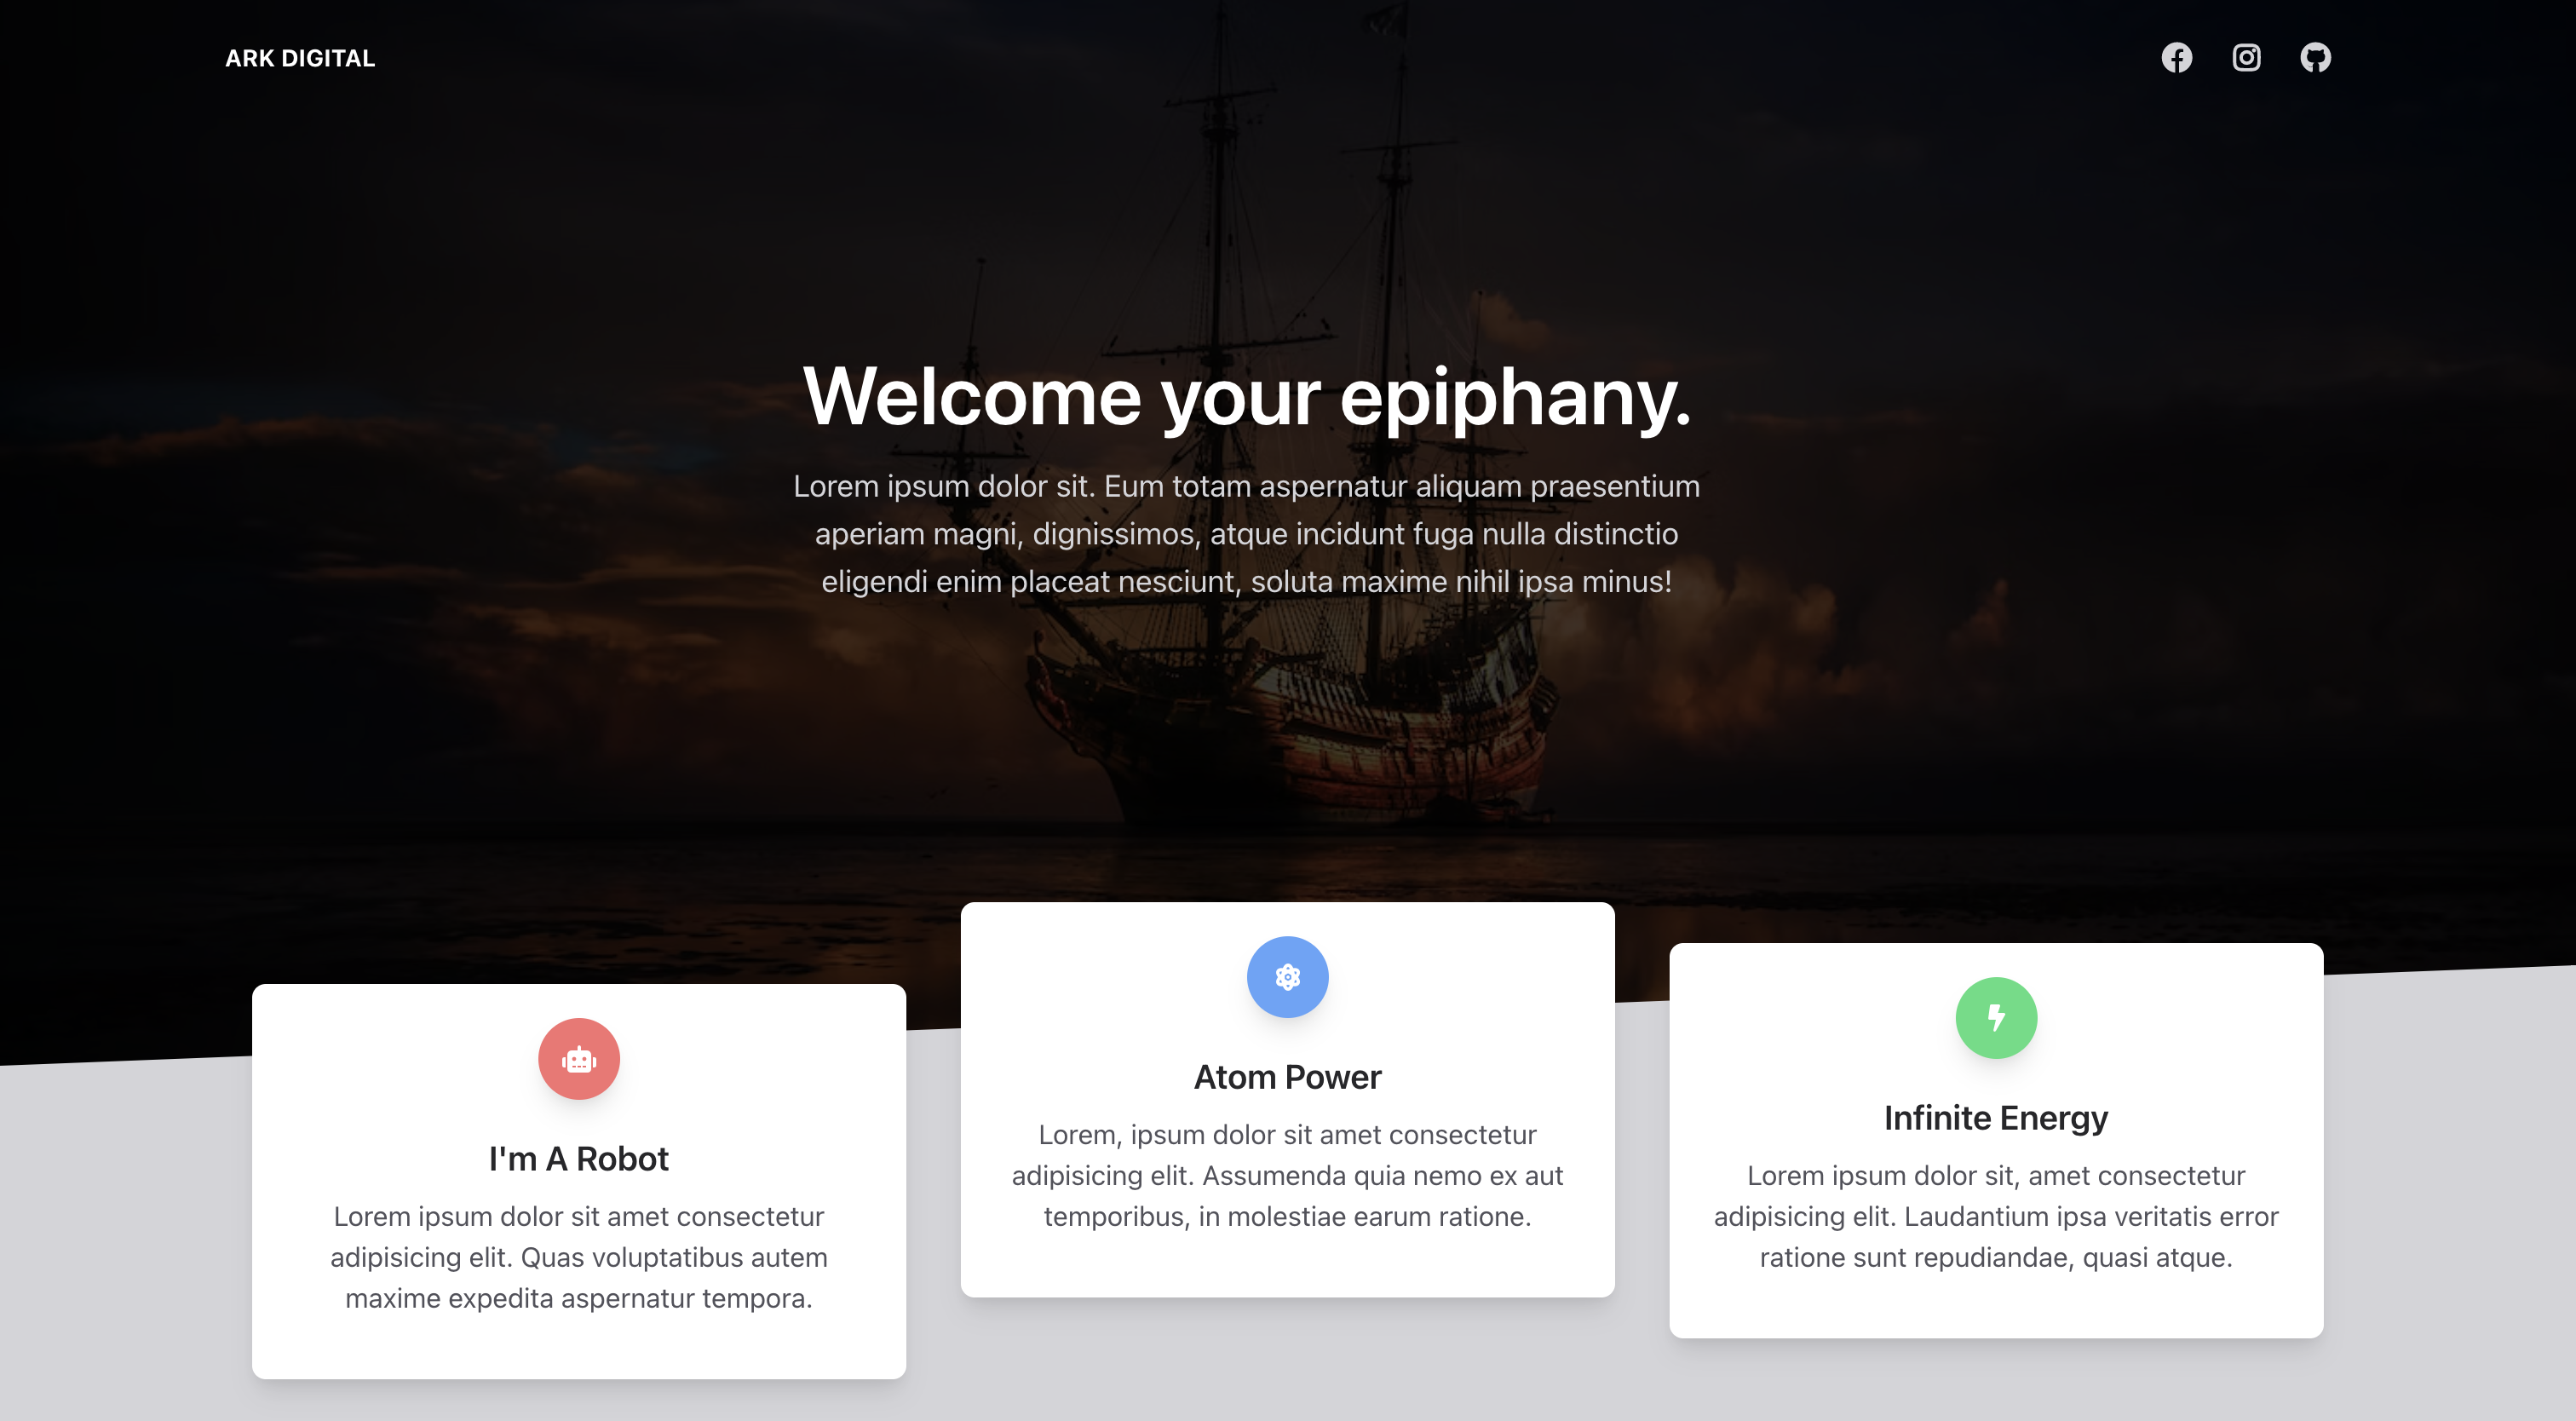 ARK DIGITAL
Welcome your epiphany.
Lorem ipsum dolor sit. Eum totam aspernatur aliquam praesentium
aperiam magni, dignissimos, atque incidunt fuga nulla distinctio
eligendi enim placeat nesciunt, soluta maxime nihil ipsa minus!
I'm A Robot
Lorem ipsum dolor sit amet consectetur
adipisicing elit. Quas voluptatibus autem
maxime expedita aspernatur tempora.
Atom Power
Lorem, ipsum dolor sit amet consectetur
adipisicing elit. Assumenda quia nemo ex aut
temporibus, in molestiae earum ratione.
Infinite Energy
Lorem ipsum dolor sit, amet consectetur
adipisicing elit. Laudantium ipsa veritatis error
ratione sunt repudiandae, quasi atque.